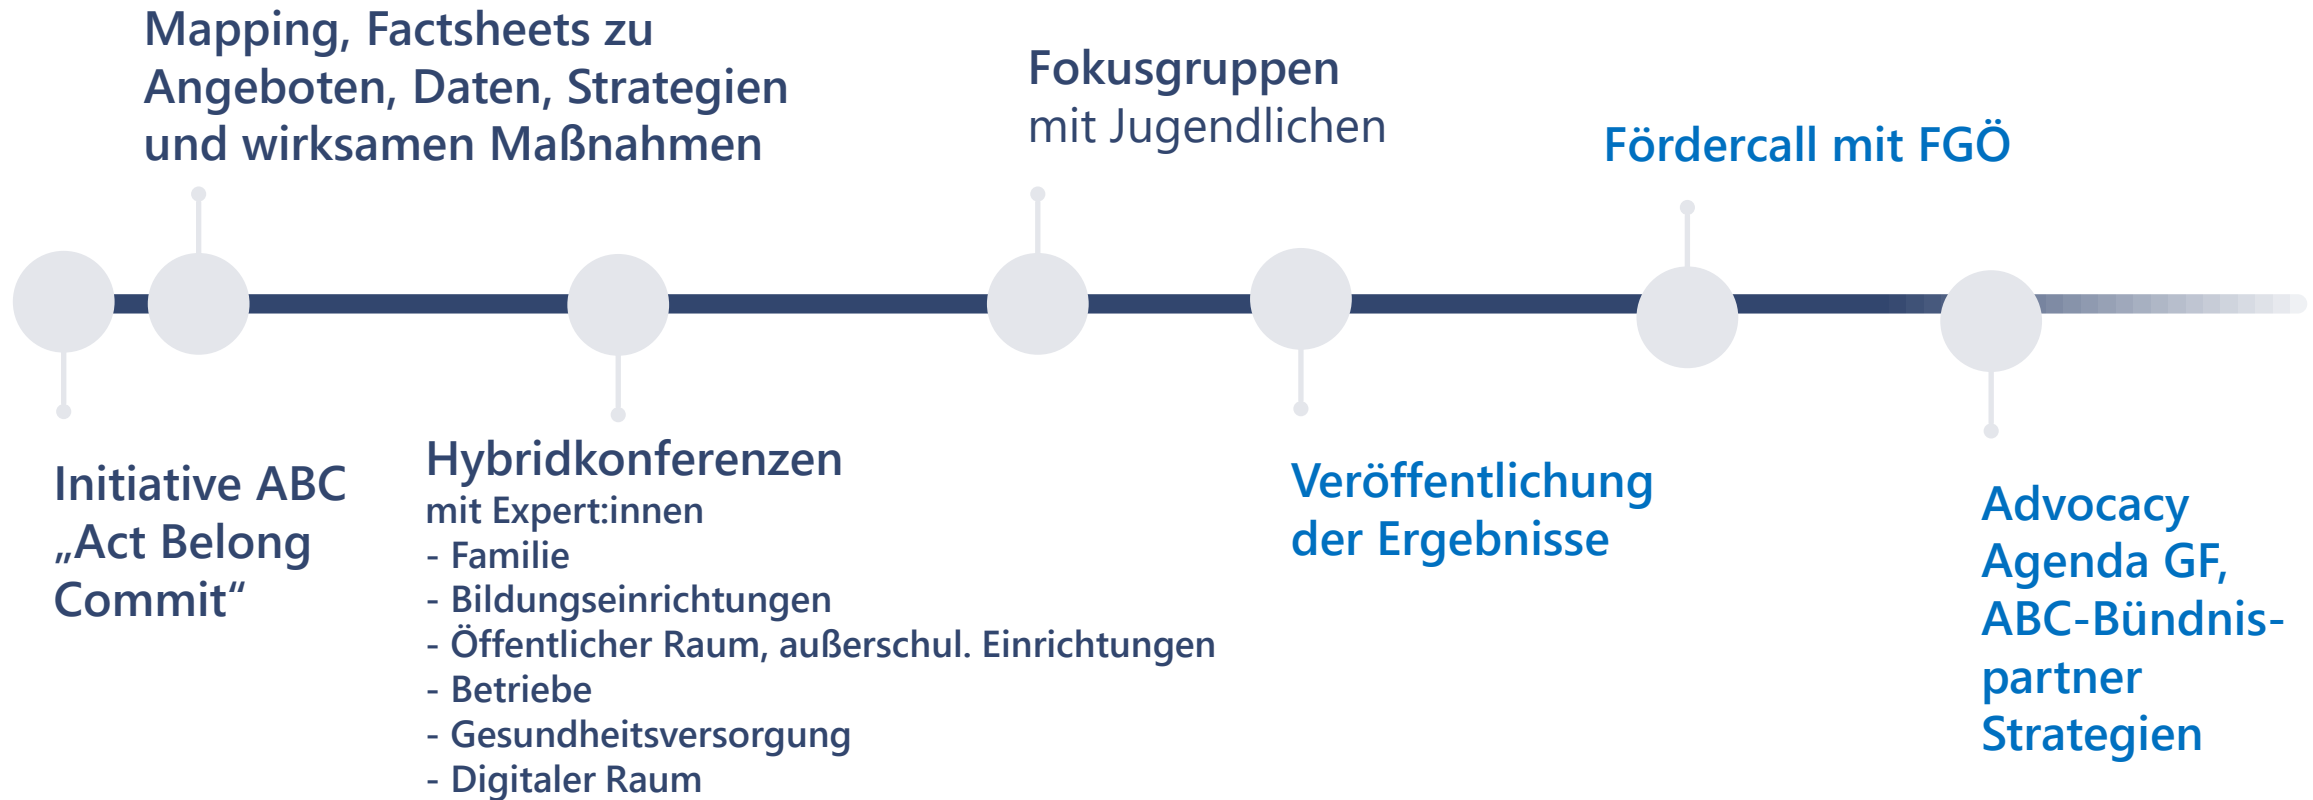 Mapping, Factsheets zu
Angeboten, Daten, Strategien
und wirksamen Maßnahmen
Fokusgruppen
mit Jugendlichen
Fördercall mit FGÖ
Initiative ABC
„Act Belong
Commit“
Hybridkonferenzen
mit Expert:innen
- Familie
- Bildungseinrichtungen
- Öffentlicher Raum, außerschul. Einrichtungen
- Betriebe
- Gesundheitsversorgung
- Digitaler Raum
Veröffentlichung
der Ergebnisse
Advocacy
Agenda GF,
ABC-Bündnis-
partner
Strategien